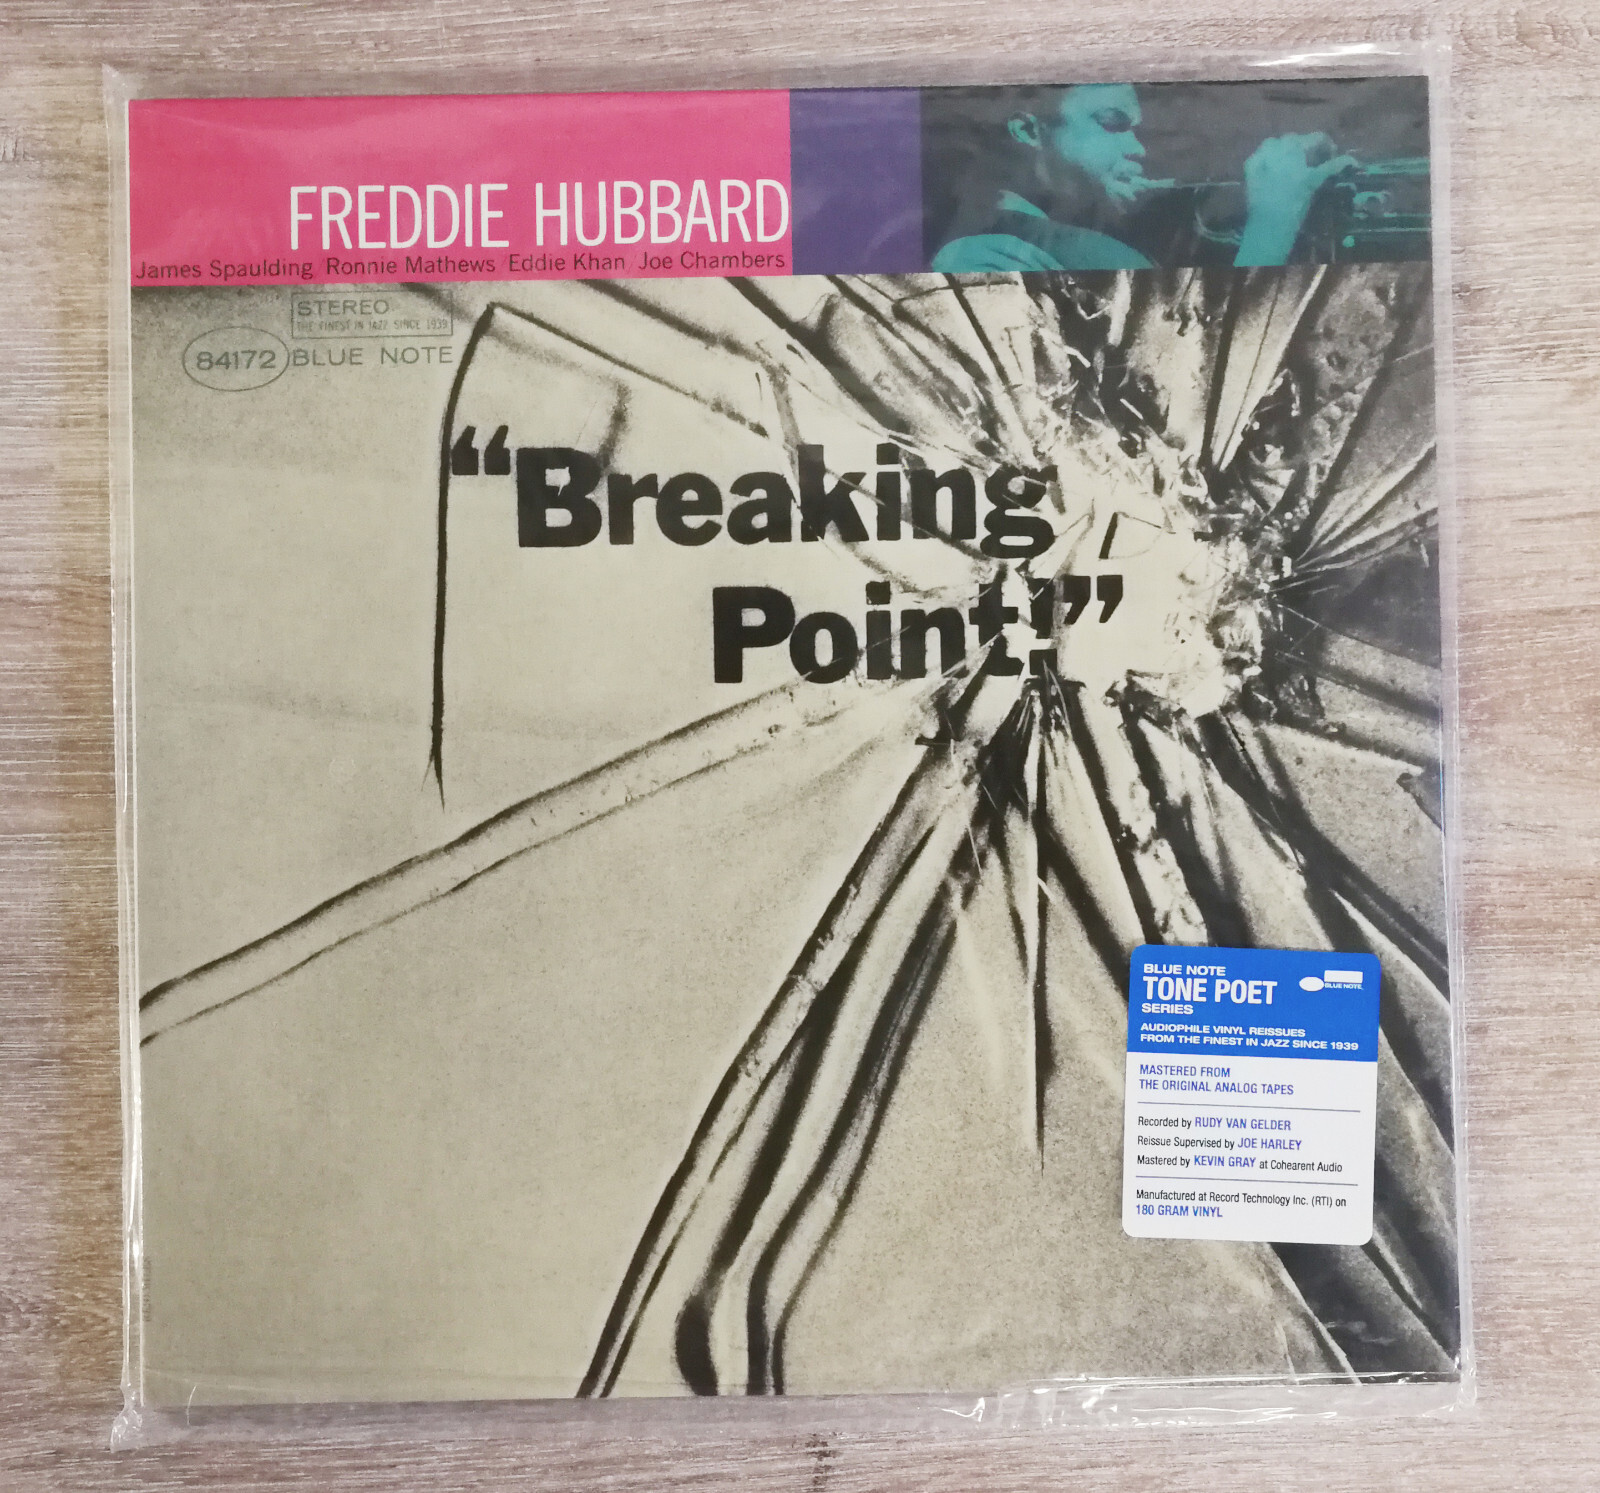 FREDDIE HUBBARD
James Spaulding / Ronnie Mathews / Eddie Khan / Joe Chambers
STEREO
THE FINEST IN JAZZ SINCE 1939
84172 BLUE NOTE
“Breaking
Point!”
BLUE NOTE
TONE POET
SERIES
BLUE NOTE
AUDIOPHILE VINYL REISSUES
FROM THE FINEST IN JAZZ SINCE 1939
MASTERED FROM
THE ORIGINAL ANALOG TAPES
Recorded by RUDY VAN GELDER
Reissue Supervised by JOE HARLEY
Mastered by KEVIN GRAY at Cohearent Audio
Manufactured at Record Technology Inc. (RTI) on
180 GRAM VINYL